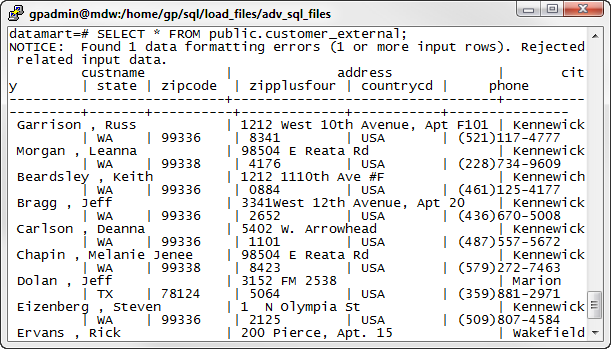 gpadmin@mdw:/home/gp/sql/load_files/adv_sql_files
datamart=# SELECT * FROM public.customer_external;
NOTICE:  Found 1 data formatting errors (1 or more input rows). Rejected
 related input data.
         custname          |             address             |       cit
y        | state | zipcode  | zipplusfour | countrycd |     phone
---------------------------+---------------------------------+----------
---------+-------+----------+-------------+-----------+---------------
 Garrison , Russ           | 1212 West 10th Avenue, Apt F101 | Kennewick
         | WA    | 99336    | 8341        | USA       | (521)117-4777
 Morgan , Leanna           | 98504 E Reata Rd                | Kennewick
         | WA    | 99338    | 4176        | USA       | (228)734-9609
 Beardsley , Keith         | 1212 1110th Ave #F              | Kennewich
         | WA    | 99336    | 0884        | USA       | (461)125-4177
 Bragg , Jeff              | 3341West 12th Avenue, Apt 20    | Kennewick
         | WA    | 99336    | 2652        | USA       | (436)670-5008
 Carlson , Deanna          | 5402 W. Arrowhead               | Kennewick
         | WA    | 99336    | 1101        | USA       | (487)557-5672
 Chapin , Melanie Jenee    | 98504 E Reata Rd                | Kennewick
         | WA    | 99338    | 8423        | USA       | (579)272-7463
 Dolan , Jeff              | 3152 FM 2538                    | Marion
         | TX    | 78124    | 5064        | USA       | (359)881-2971
 Eizenberg , Steven        | 1  N Olympia St                 | Kennewick
         | WA    | 99336    | 2125        | USA       | (509)807-4584
 Ervans , Rick             | 200 Pierce, Apt. 15             | Wakefield